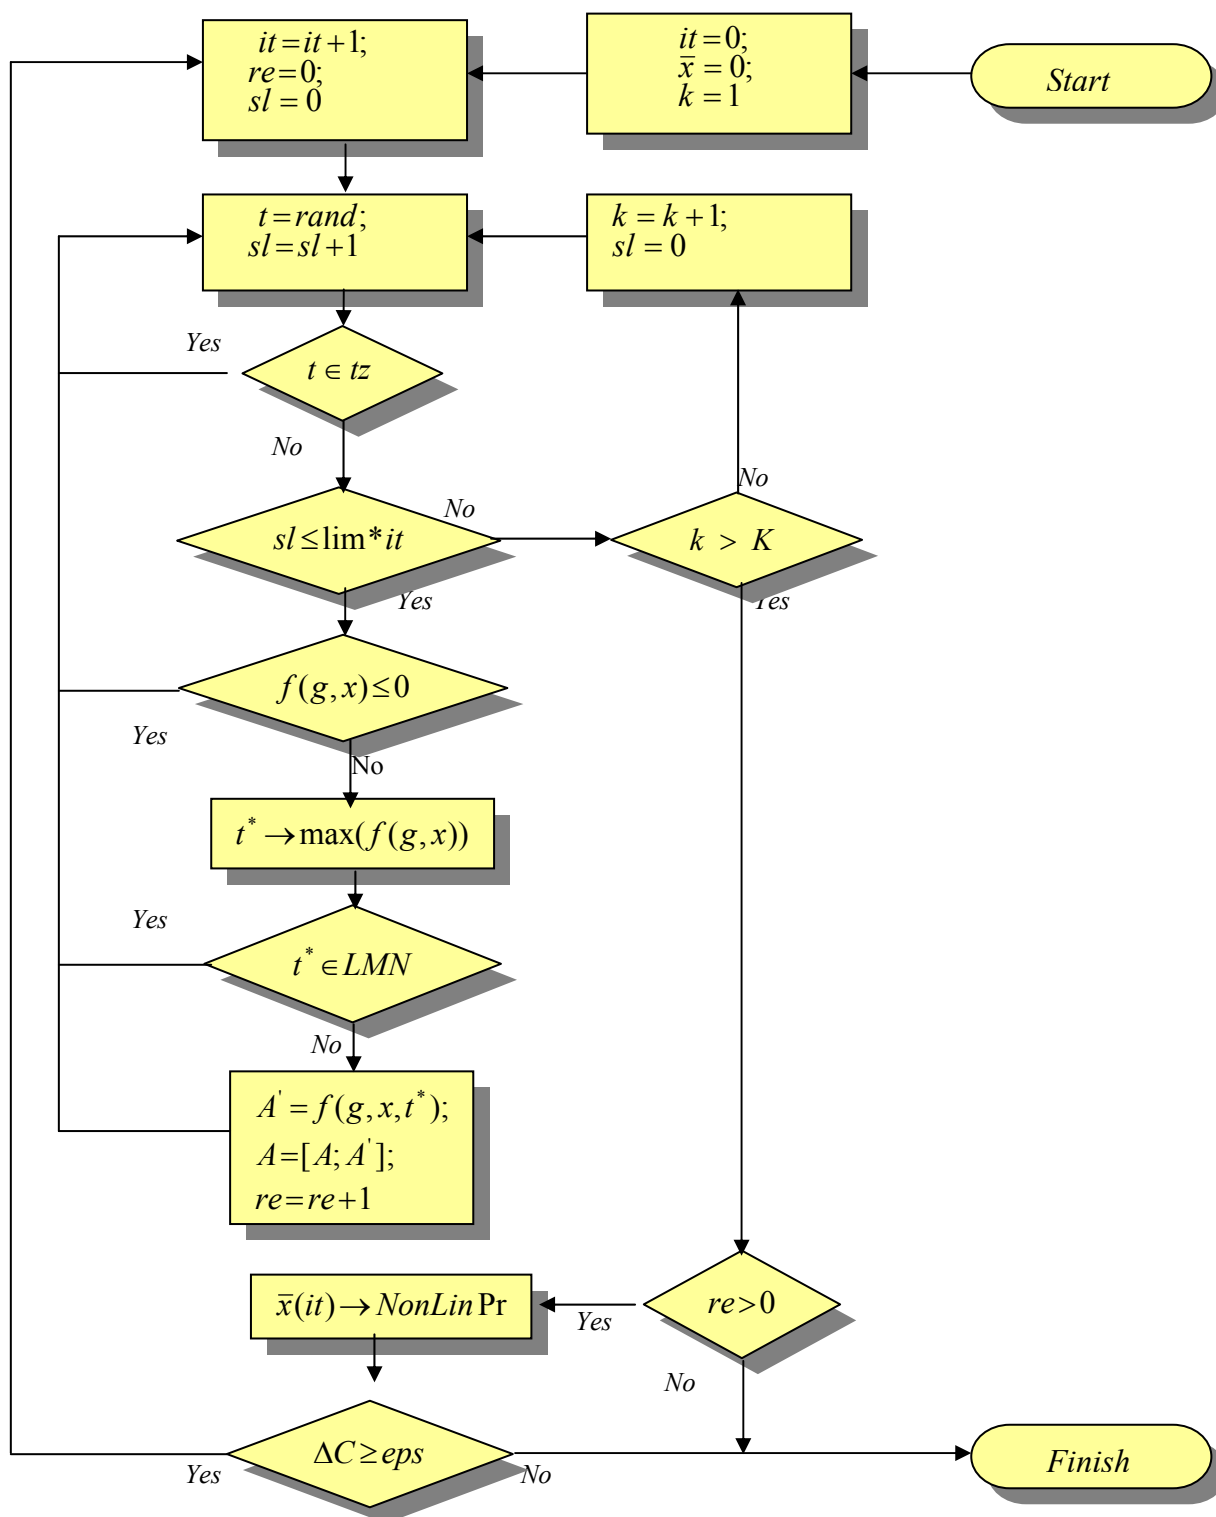 Start
it=0;
x̅=0;
k=1
it=it+1;
re=0;
sl=0
t=rand;
sl=sl+1
k=k+1;
sl=0
Yes
t∈tz
No
sl≤lim*it
No
k > K
No
Yes
Yes
f(g,x)≤0
Yes
No
t*→max(f(g,x))
Yes
t*∈LMN
No
A'=f(g,x,t*);
A=[A;A'];
re=re+1
x̅(it)→NonLinPr
Yes
re>0
No
ΔC≥eps
Yes
No
Finish